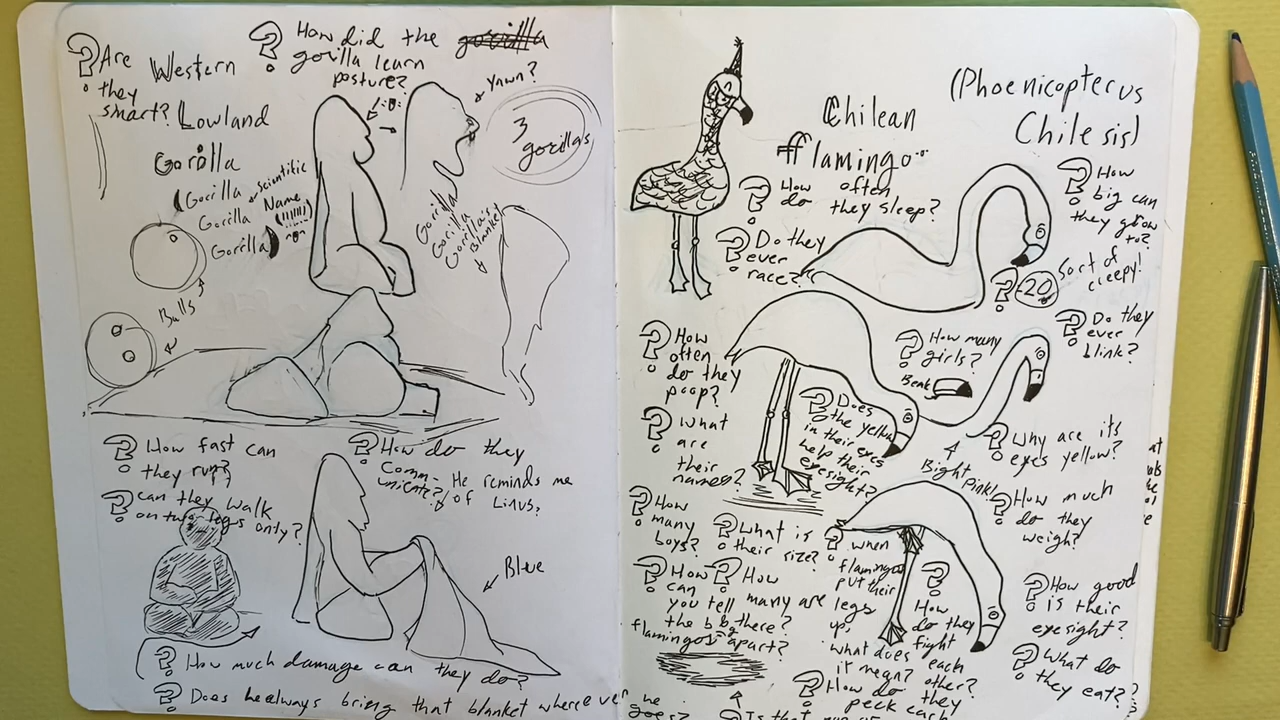 ? Are
they
smart?
Western
Lowland
Gorilla
(Gorilla
Gorilla
Gorilla)
Scientific
Name
? How did the
gorilla learn
posture?
Yawn?
3
gorillas
Gorilla
Gorilla
Gorilla's
Blanket
Balls
? How fast can
they run?
? can they walk
on two legs only?
? How do they
Comm-
unicate?
He reminds me
of Linus.
Blue
? How much damage can they do?
? Does he always bring that blanket where ever he
goes?
Chilean
flamingo
(Phoenicopterus
Chilesis)
? How often
do they sleep?
? Do they
ever
race?
? How
big can
they grow
to?
Sort of
creepy!
? 20
? Do they
ever
blink?
? How many
girls?
Beak
? How
often
do they
poop?
? Does
the yellow
in their eyes
help their
eyesight?
? What
are
their
names?
Bight Pink!
? Why are its
eyes yellow?
? How much
do they
weigh?
? How
many
boys?
? What is
their size?
? when
flamingos
put their
legs
up,
what does
it mean?
? How
can
you tell
the
flamingos apart?
? How
many are
there?
? How
do they
fight
each
other?
? How good
is their
eyesight?
? What do
they eat?
? How do they
peck each
? Is that